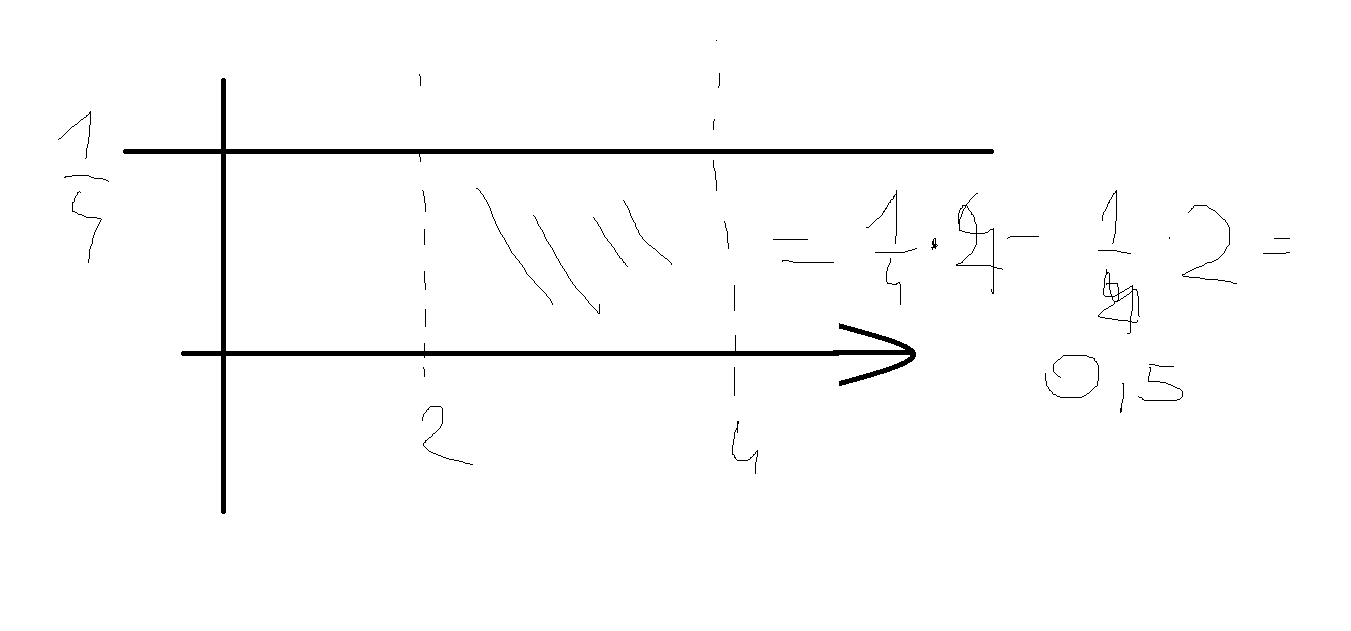 1/4
= 1/4 · 4 - 1/4 · 2 =
0,5
2
4